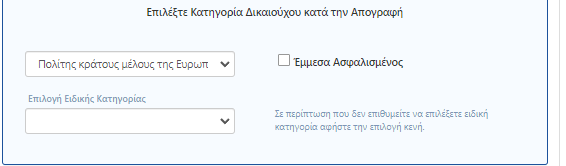 Επιλέξτε Κατηγορία Δικαιούχου κατά την Απογραφή
Πολίτης κράτους μέλους της Ευρωπ
Έμμεσα Ασφαλισμένος
Επιλογή Ειδικής Κατηγορίας
Σε περίπτωση που δεν επιθυμείτε να επιλέξετε ειδική
κατηγορία αφήστε την επιλογή κενή.